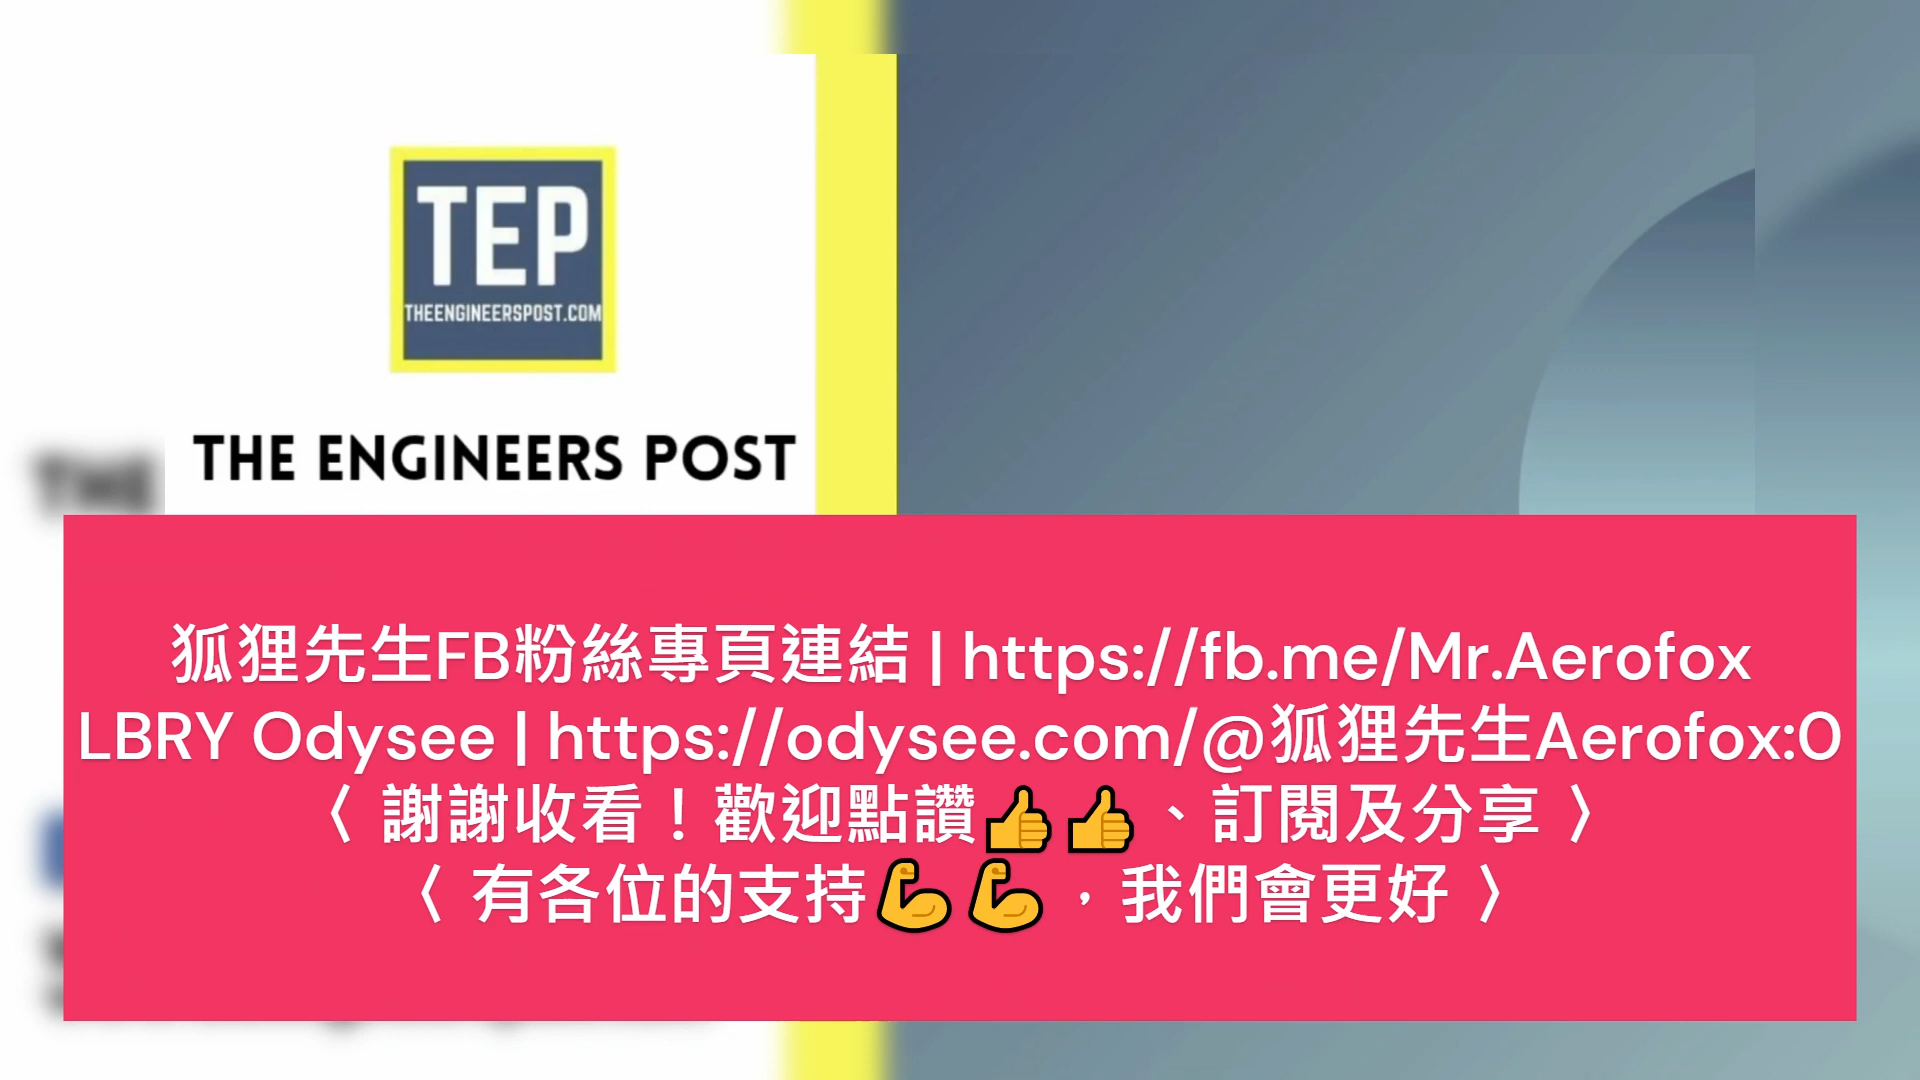 TEP
THEENGINEERSPOST.COM
THE ENGINEERS POST
THE
狐狸先生FB粉絲專頁連結 | https://fb.me/Mr.Aerofox
LBRY Odysee | https://odysee.com/@狐狸先生Aerofox:0
〈 謝謝收看！歡迎點讚👍👍、訂閱及分享 〉
〈 有各位的支持💪💪，我們會更好 〉